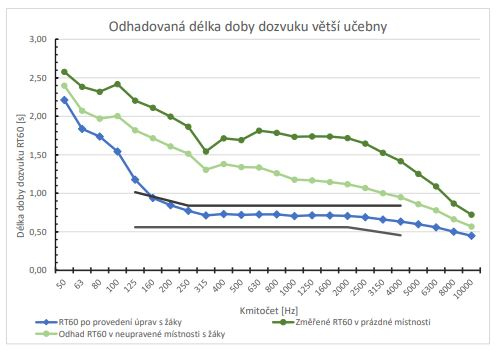 Odhadovaná délka doby dozvuku větší učebny
3,00
2,50
2,00
1,50
1,00
0,50
0,00
Délka doby dozvuku RT60 [s]
50 63 80 100 125 160 200 250 315 400 500 630 800 1000 1250 1600 2000 2500 3150 4000 5000 6300 8000 10000
Kmitočet [Hz]
RT60 po provedení úprav s žáky
Změřené RT60 v prázdné místnosti
Odhad RT60 v neupravené místnosti s žáky